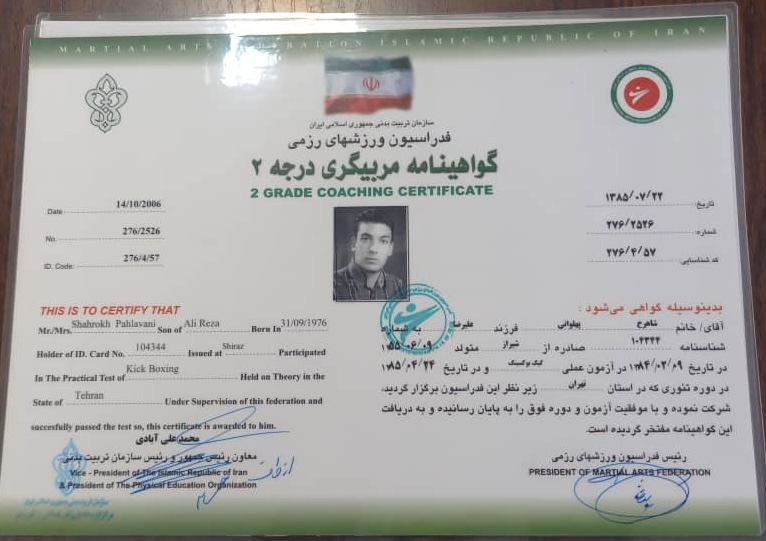 MARTIAL ARTS FEDERATION ISLAMIC REPUBLIC OF IRAN
سازمان تربیت بدنی جمهوری اسلامی ایران
فدراسیون ورزشهای رزمی
گواهینامه مربیگری درجه ۲
2 GRADE COACHING CERTIFICATE
Date 14/10/2006
No. 276/2526
ID. Code: 276/4/57
تاریخ: ۱۳۸۵/۰۷/۲۲
شماره: ۲۷۶/۲۵۲۶
کد شناسایی: ۲۷۶/۴/۵۷
THIS IS TO CERTIFY THAT
Mr./Mrs. Shahrokh Pahlavani Son of Ali Reza Born In 31/09/1976
Holder of ID. Card No. 104344 Issued at Shiraz Participated
In The Practical Test of Kick Boxing Held on Theory in the
State of Tehran Under Supervision of this federation and
succesfully passed the test so, this certificate is awarded to him.
بدینوسیله گواهی می‌شود :
آقای/ خانم شاهرخ پهلوانی فرزند علیرضا به شماره
شناسنامه ۱۰۴۳۴۴ صادره از شیراز متولد ۱۳۵۵/۰۶/۰۹
در تاریخ ۱۳۸۴/۰۲/۰۹ در آزمون عملی کیک بوکسینگ و در تاریخ ۱۳۸۵/۰۴/۲۴
در دوره تئوری که در استان تهران زیر نظر این فدراسیون برگزار گردید،
شرکت نموده و با موفقیت آزمون و دوره فوق را به پایان رسانیده و به دریافت
این گواهینامه مفتخر گردیده است.
محمد علی آبادی
معاون رئیس جمهور و رئیس سازمان تربیت بدنی
Vice - President of The Islamic Republic of Iran
& President of The Physical Education Organization
رئیس فدراسیون ورزشهای رزمی
PRESIDENT OF MARTIAL ARTS FEDERATION